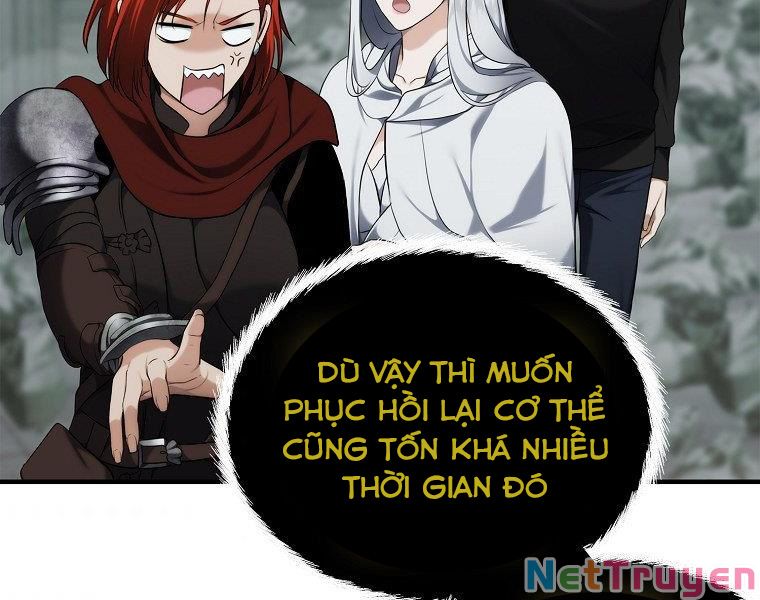 DÙ VẬY THÌ MUỐN
PHỤC HỒI LẠI CƠ THỂ
CŨNG TỐN KHÁ NHIỀU
THỜI GIAN ĐÓ
NetTruyen